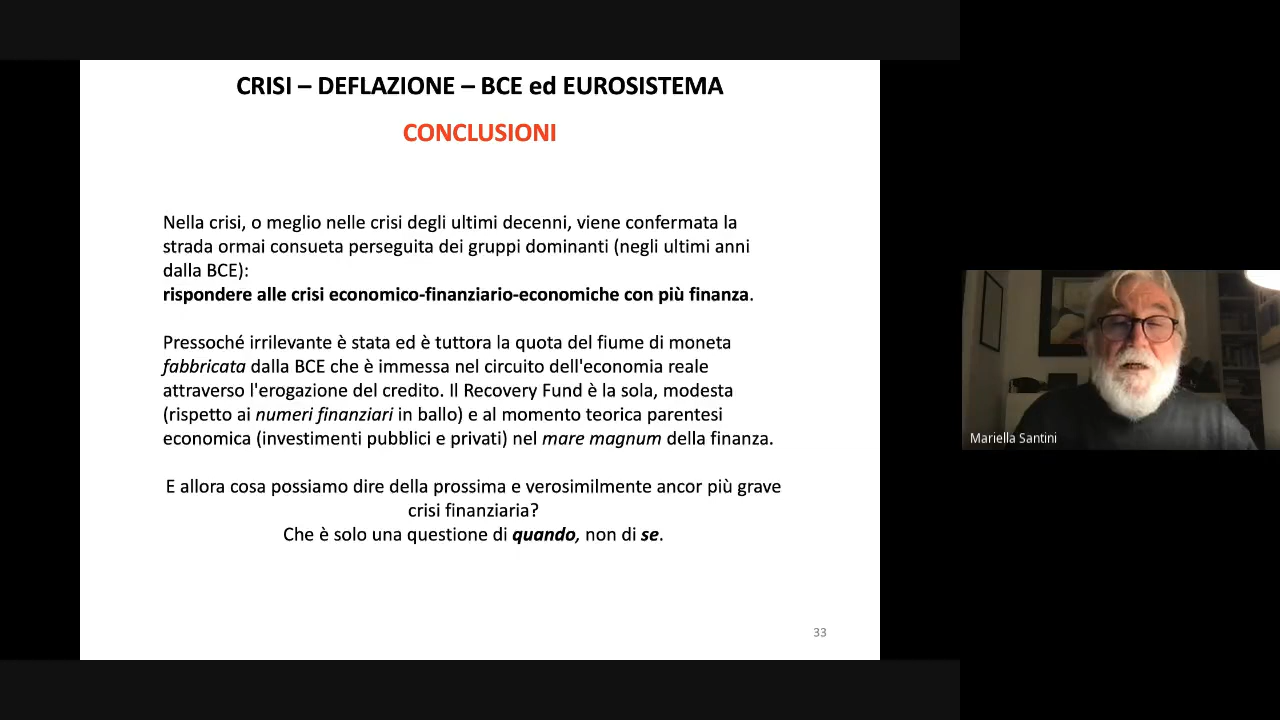 CRISI – DEFLAZIONE – BCE ed EUROSISTEMA
CONCLUSIONI
Nella crisi, o meglio nelle crisi degli ultimi decenni, viene confermata la
strada ormai consueta perseguita dei gruppi dominanti (negli ultimi anni
dalla BCE):
rispondere alle crisi economico-finanziario-economiche con più finanza.
Pressoché irrilevante è stata ed è tuttora la quota del fiume di moneta
fabbricata dalla BCE che è immessa nel circuito dell'economia reale
attraverso l'erogazione del credito. Il Recovery Fund è la sola, modesta
(rispetto ai numeri finanziari in ballo) e al momento teorica parentesi
economica (investimenti pubblici e privati) nel mare magnum della finanza.
E allora cosa possiamo dire della prossima e verosimilmente ancor più grave
crisi finanziaria?
Che è solo una questione di quando, non di se.
33
Mariella Santini